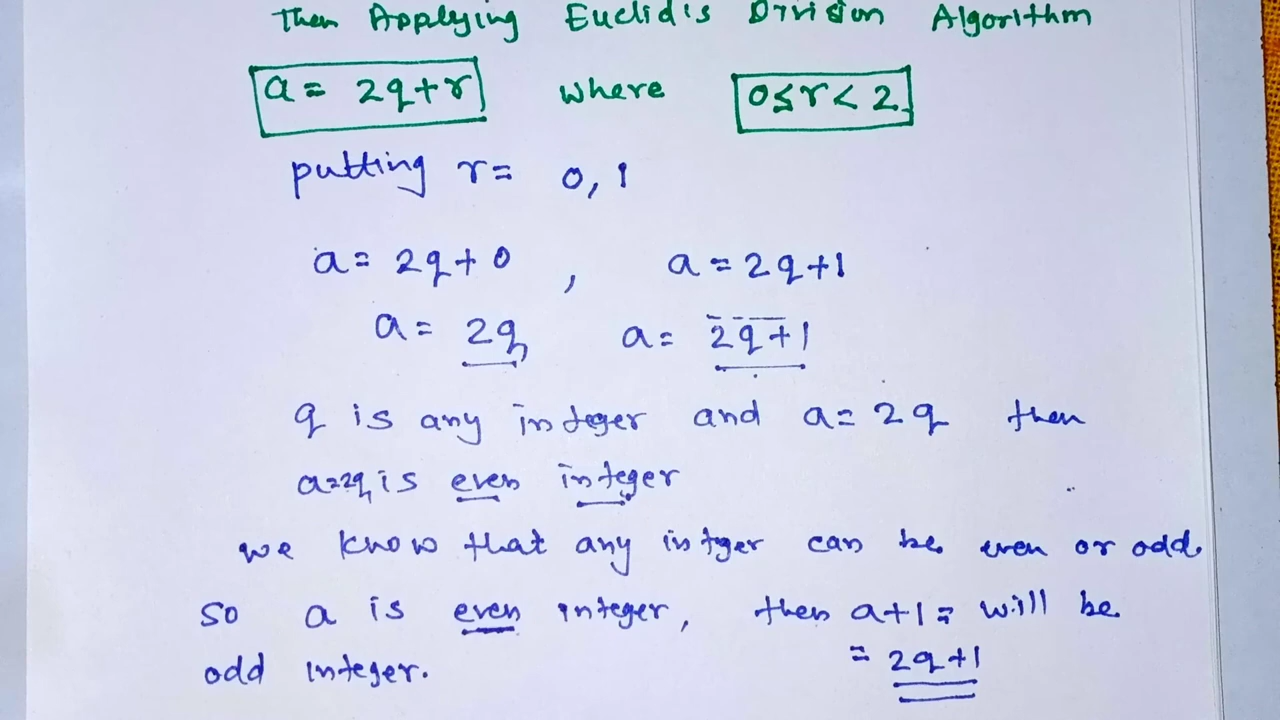 Then Applying Euclid's Division Algorithm
a = 2q+r where 0≤r<2
putting r= 0, 1
a= 2q+0 , a=2q+1
a= 2q a= 2q+1
q is any integer and a=2q then
a=2q is even integer
we know that any integer can be even or odd.
so a is even integer, then a+1= will be
odd integer. = 2q+1